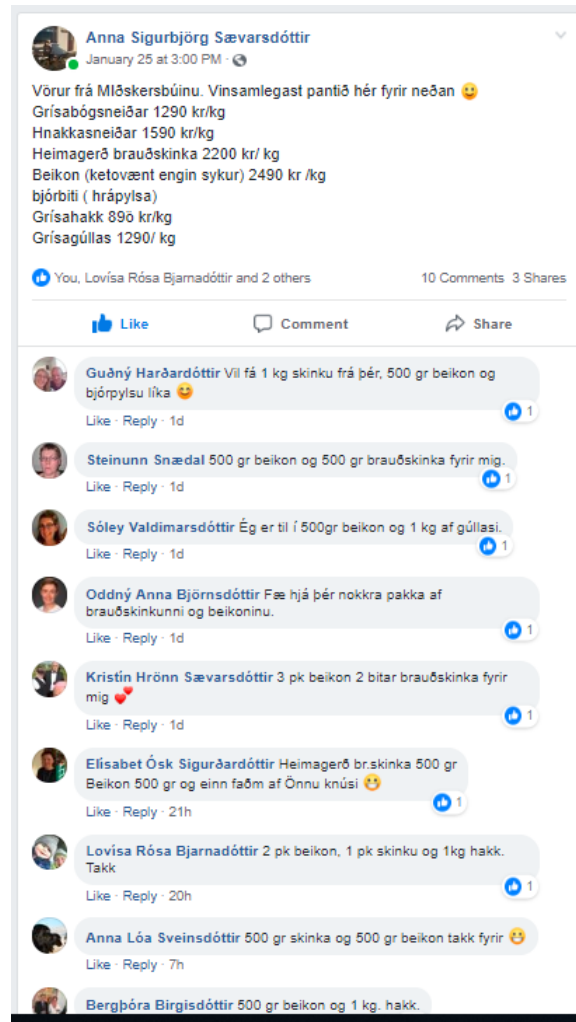 Anna Sigurbjörg Sævarsdóttir
January 25 at 3:00 PM ·
Vörur frá MIðskersbúinu. Vinsamlegast pantið hér fyrir neðan
Grísabógsneiðar 1290 kr/kg
Hnakkasneiðar 1590 kr/kg
Heimagerð brauðskinka 2200 kr/ kg
Beikon (ketovænt engin sykur) 2490 kr /kg
bjórbiti ( hrápylsa)
Grísahakk 89ö kr/kg
Grísagúllas 1290/ kg
You, Lovísa Rósa Bjarnadóttir and 2 others 10 Comments 3 Shares
Like Comment Share
Guðný Harðardóttir Vil fá 1 kg skinku frá þér, 500 gr beikon og
bjórpylsu líka
1
Like · Reply · 1d
Steinunn Snædal 500 gr beikon og 500 gr brauðskinka fyrir mig.
1
Like · Reply · 1d
Sóley Valdimarsdóttir Ég er til í 500gr beikon og 1 kg af gúllasi.
1
Like · Reply · 1d
Oddný Anna Björnsdóttir Fæ hjá þér nokkra pakka af
brauðskinkunni og beikoninu.
1
Like · Reply · 1d
Kristín Hrönn Sævarsdóttir 3 pk beikon 2 bitar brauðskinka fyrir
mig
1
Like · Reply · 1d
Elísabet Ósk Sigurðardóttir Heimagerð br.skinka 500 gr
Beikon 500 gr og einn faðm af Önnu knúsi
1
Like · Reply · 21h
Lovísa Rósa Bjarnadóttir 2 pk beikon, 1 pk skinku og 1kg hakk.
Takk
1
Like · Reply · 20h
Anna Lóa Sveinsdóttir 500 gr skinka og 500 gr beikon takk fyrir
Like · Reply · 7h
Bergþóra Birgisdóttir 500 gr beikon og 1 kg. hakk.